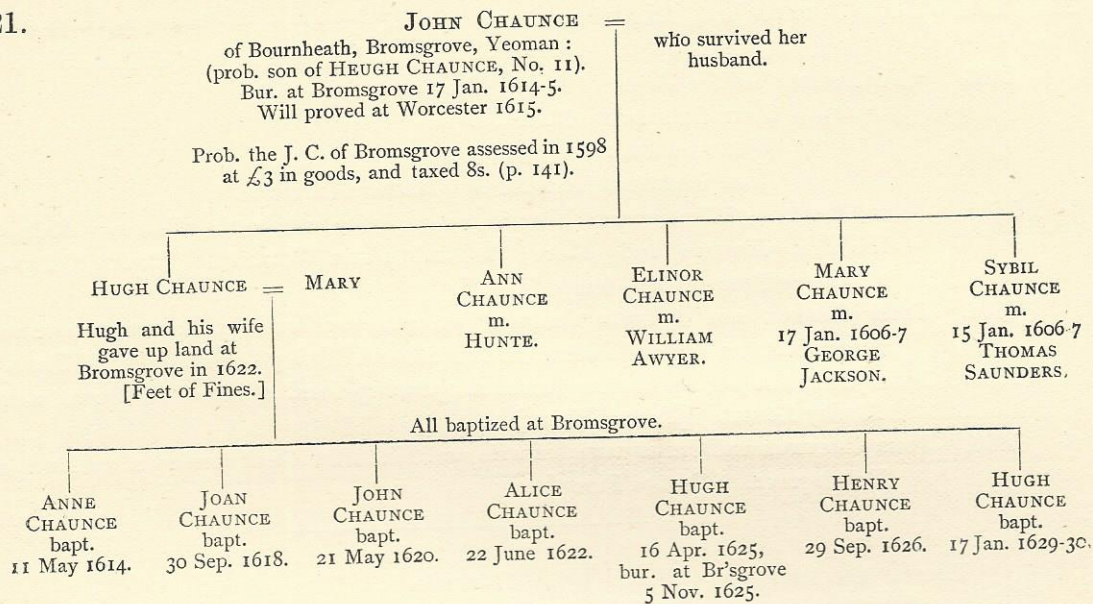 21.
JOHN CHAUNCE =
of Bournheath, Bromsgrove, Yeoman :
(prob. son of HEUGH CHAUNCE, No. 11).
Bur. at Bromsgrove 17 Jan. 1614-5.
Will proved at Worcester 1615.
Prob. the J. C. of Bromsgrove assessed in 1598
at £3 in goods, and taxed 8s. (p. 141).
who survived her
husband.
HUGH CHAUNCE = MARY
Hugh and his wife
gave up land at
Bromsgrove in 1622.
[Feet of Fines.]
ANN
CHAUNCE
m.
HUNTE.
ELINOR
CHAUNCE
m.
WILLIAM
AWYER.
MARY
CHAUNCE
m.
17 Jan. 1606-7
GEORGE
JACKSON.
SYBIL
CHAUNCE
m.
15 Jan. 1606-7
THOMAS
SAUNDERS.
All baptized at Bromsgrove.
ANNE
CHAUNCE
bapt.
11 May 1614.
JOAN
CHAUNCE
bapt.
30 Sep. 1618.
JOHN
CHAUNCE
bapt.
21 May 1620.
ALICE
CHAUNCE
bapt.
22 June 1622.
HUGH
CHAUNCE
bapt.
16 Apr. 1625,
bur. at Br'sgrove
5 Nov. 1625.
HENRY
CHAUNCE
bapt.
29 Sep. 1626.
HUGH
CHAUNCE
bapt.
17 Jan. 1629-30.